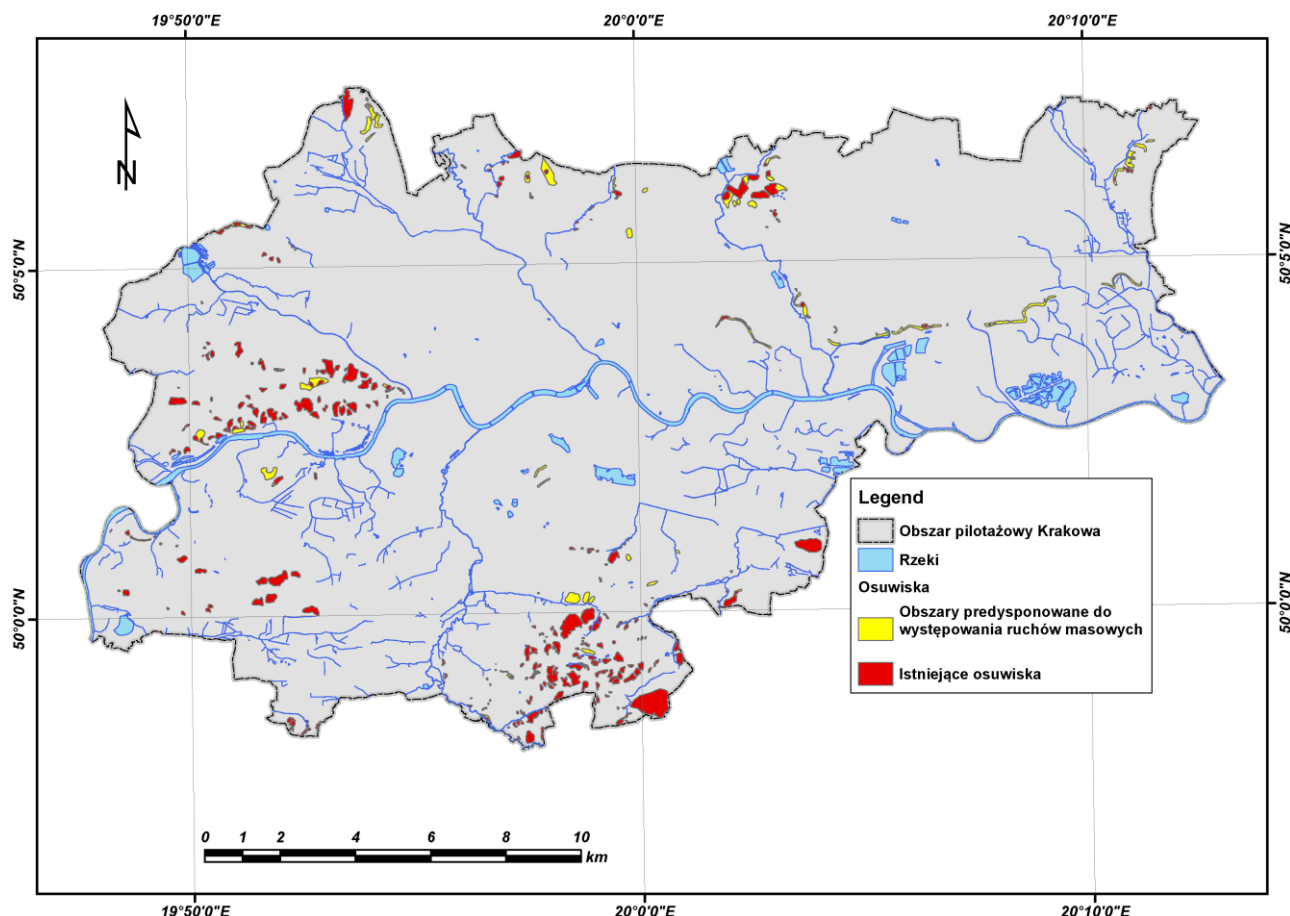 19°50'0"E 20°0'0"E 20°10'0"E
N
50°5'0"N 50°5'0"N
Legend
Obszar pilotażowy Krakowa
Rzeki
Osuwiska
Obszary predysponowane do
występowania ruchów masowych
Istniejące osuwiska
50°0'0"N 50°0'0"N
0 1 2 4 6 8 10
km
19°50'0"E 20°0'0"E 20°10'0"E